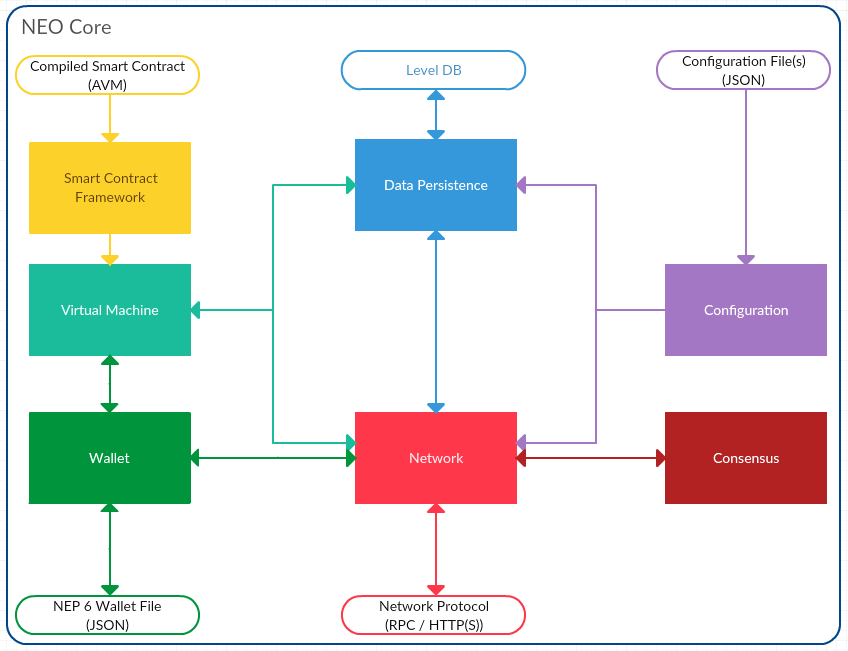 NEO Core
Compiled Smart Contract
(AVM)
Level DB
Configuration File(s)
(JSON)
Smart Contract
Framework
Data Persistence
Virtual Machine
Configuration
Wallet
Network
Consensus
NEP 6 Wallet File
(JSON)
Network Protocol
(RPC / HTTP(S))